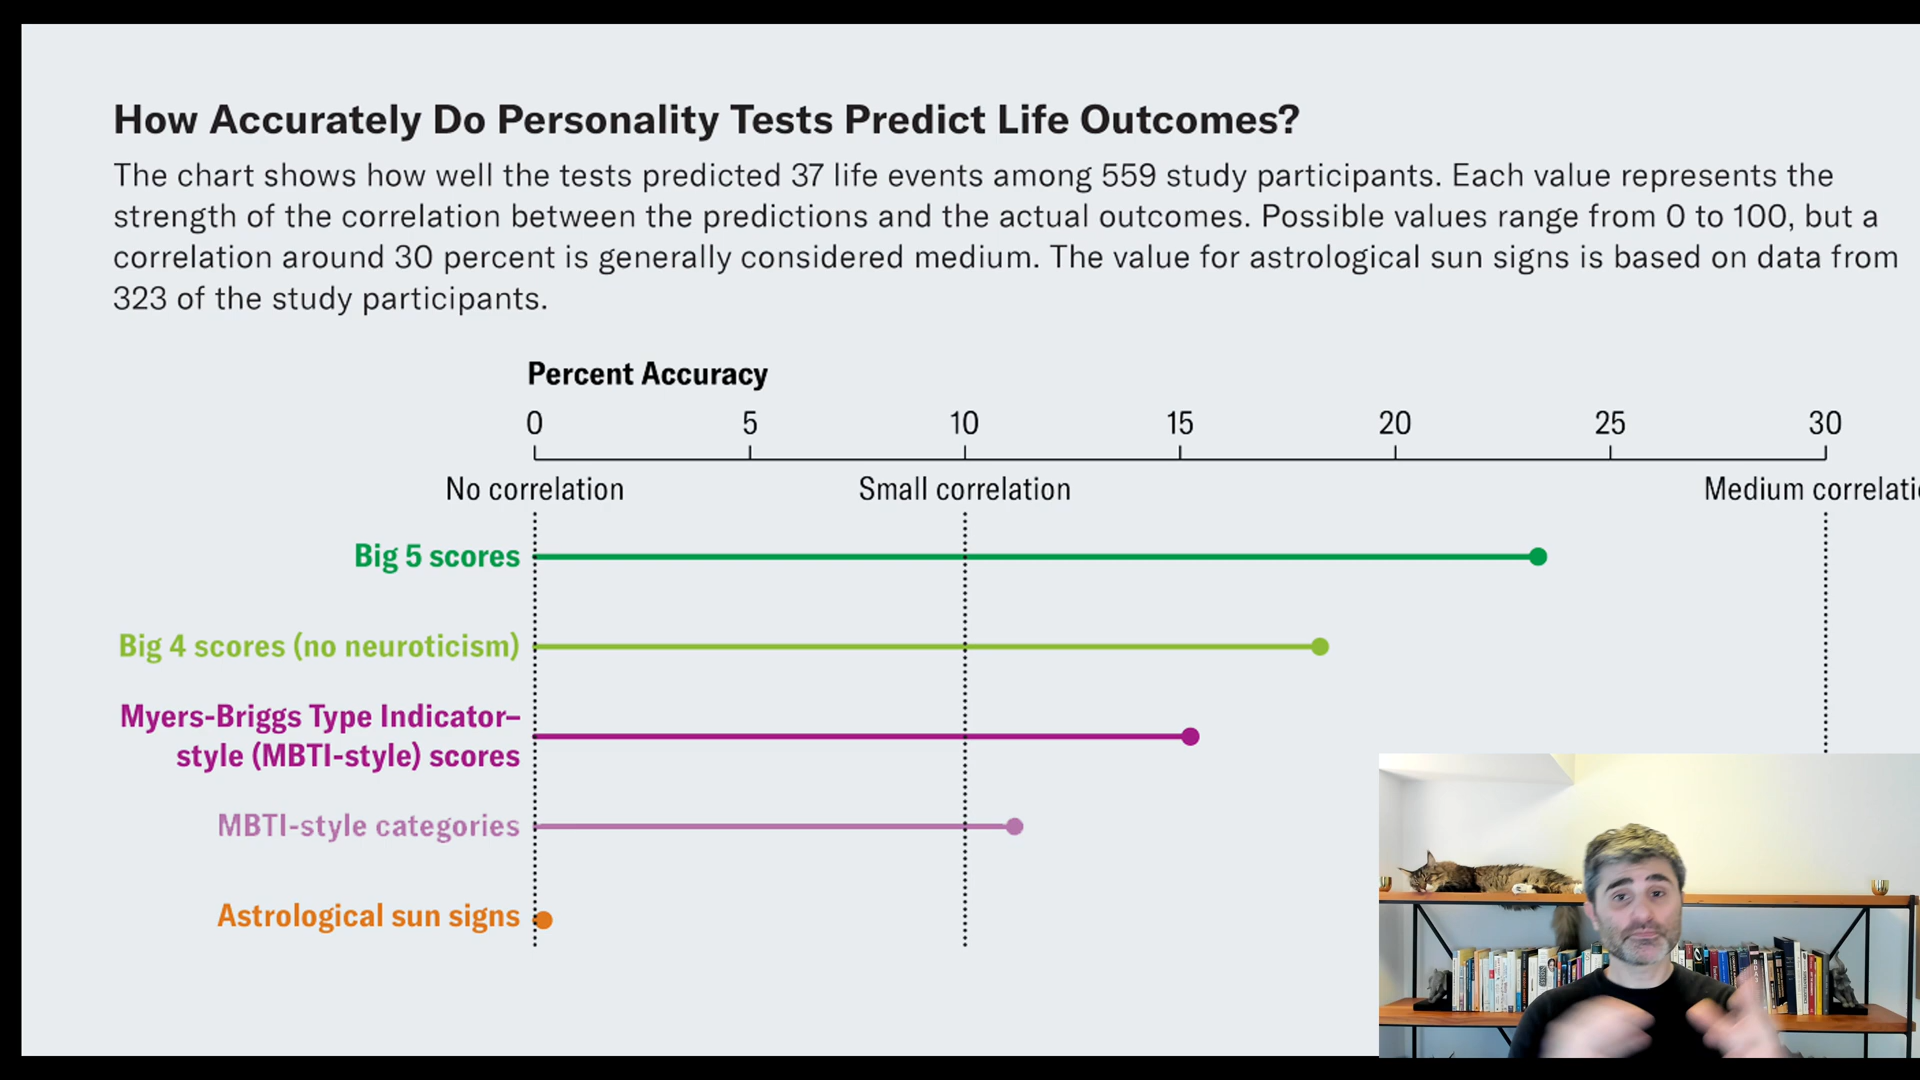 How Accurately Do Personality Tests Predict Life Outcomes?
The chart shows how well the tests predicted 37 life events among 559 study participants. Each value represents the
strength of the correlation between the predictions and the actual outcomes. Possible values range from 0 to 100, but a
correlation around 30 percent is generally considered medium. The value for astrological sun signs is based on data from
323 of the study participants.
Percent Accuracy
0 5 10 15 20 25 30
No correlation Small correlation Medium correlatio
Big 5 scores
Big 4 scores (no neuroticism)
Myers-Briggs Type Indicator–
style (MBTI-style) scores
MBTI-style categories
Astrological sun signs